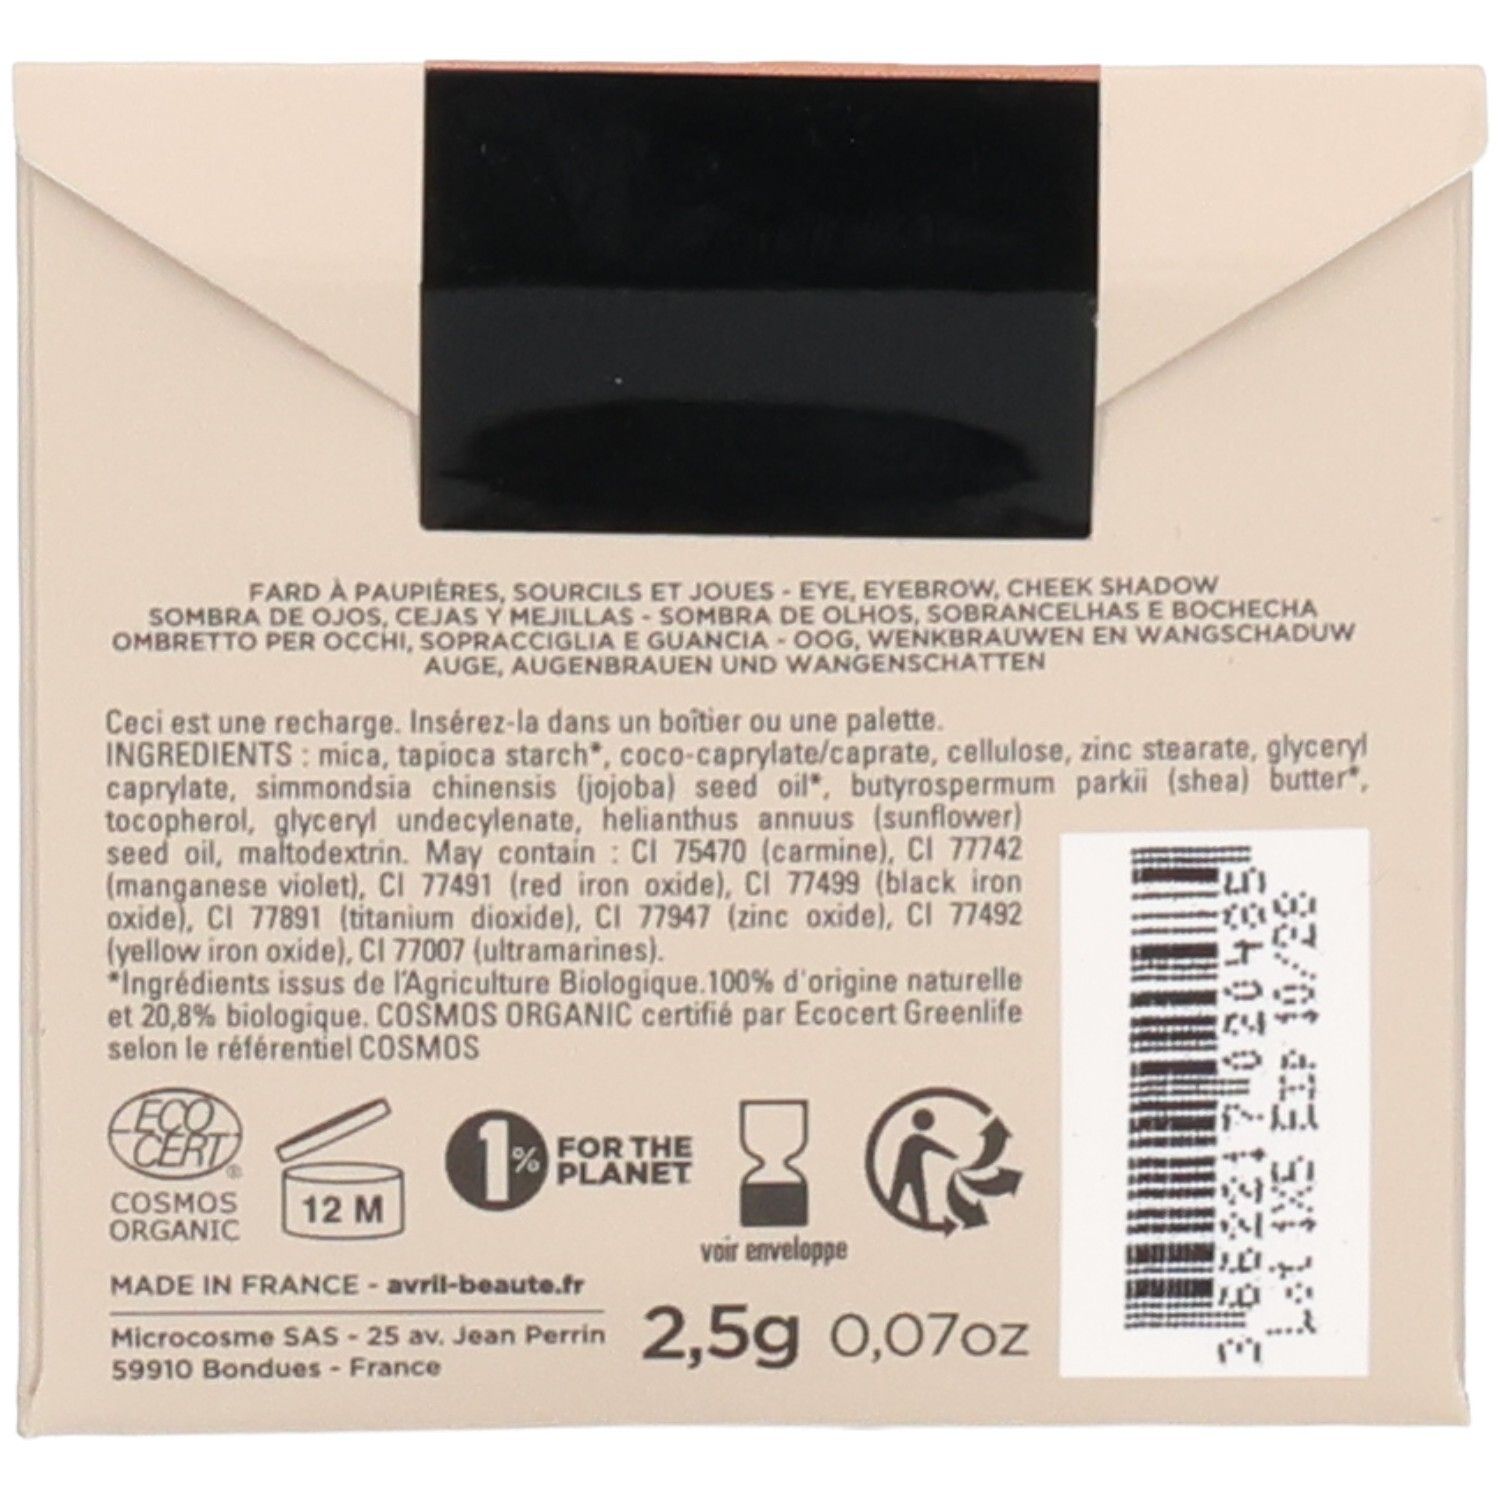 FARD À PAUPIÈRES, SOURCILS ET JOUES - EYE, EYEBROW, CHEEK SHADOW
SOMBRA DE OJOS, CEJAS Y MEJILLAS - SOMBRA DE OLHOS, SOBRANCELHAS E BOCHECHA
OMBRETTO PER OCCHI, SOPRACCIGLIA E GUANCIA - OOG, WENKBRAUWEN EN WANGSCHADUW
AUGE, AUGENBRAUEN UND WANGENSCHATTEN
Ceci est une recharge. Insérez-la dans un boîtier ou une palette.
INGREDIENTS : mica, tapioca starch*, coco-caprylate/caprate, cellulose, zinc stearate, glyceryl
caprylate, simmondsia chinensis (jojoba) seed oil*, butyrospermum parkii (shea) butter*,
tocopherol, glyceryl undecylenate, helianthus annuus (sunflower)
seed oil, maltodextrin. May contain : CI 75470 (carmine), CI 77742
(manganese violet), CI 77491 (red iron oxide), CI 77499 (black iron
oxide), CI 77891 (titanium dioxide), CI 77947 (zinc oxide), CI 77492
(yellow iron oxide), CI 77007 (ultramarines).
*Ingrédients issus de l'Agriculture Biologique.100% d'origine naturelle
et 20,8% biologique. COSMOS ORGANIC certifié par Ecocert Greenlife
selon le référentiel COSMOS
ECO
CERT®
COSMOS
ORGANIC
12 M
1%
FOR THE
PLANET
voir enveloppe
MADE IN FRANCE - avril-beaute.fr
Microcosme SAS - 25 av. Jean Perrin
59910 Bondues - France
2,5g 0,07oz
Lot 1X5 EXP 10/28